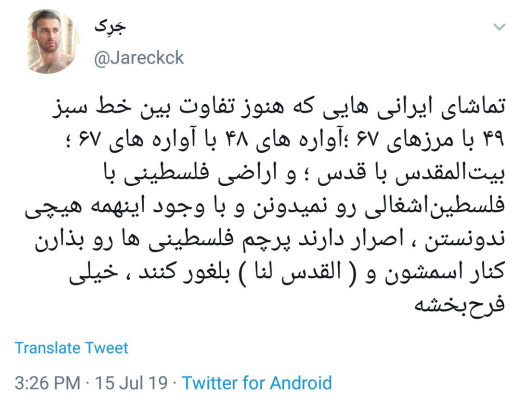 جَرِک
@Jareckck
تماشای ایرانی هایی که هنوز تفاوت بین خط سبز
۴۹ با مرزهای ۶۷ ؛آواره های ۴۸ با آواره های ۶۷ ؛
بیت‌المقدس با قدس ؛ و اراضی فلسطینی با
فلسطین‌اشغالی رو نمیدونن و با وجود اینهمه هیچی
ندونستن ، اصرار دارند پرچم فلسطینی ها رو بذارن
کنار اسمشون و ( القدس لنا ) بلغور کنند ، خیلی
فرح‌بخشه
Translate Tweet
3:26 PM · 15 Jul 19 · Twitter for Android